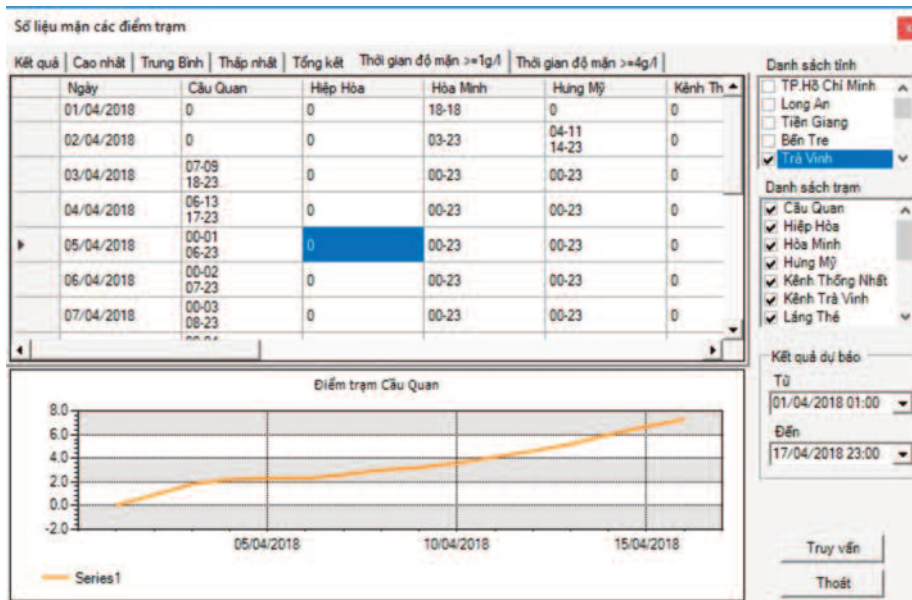 Số liệu mặn các điểm trạm
Kết quả Cao nhất Trung Bình Thấp nhất Tổng kết Thời gian độ mặn >=1g/l Thời gian độ mặn >=4g/l
Ngày Cầu Quan Hiệp Hòa Hòa Minh Hưng Mỹ Kênh Th
01/04/2018 0 0 18-18 0 0
02/04/2018 0 0 03-23 04-11 0
14-23
03/04/2018 07-09 0 00-23 00-23 0
18-23
04/04/2018 06-13 0 00-23 00-23 0
17-23
05/04/2018 00-01 0 00-23 00-23 0
06-23
06/04/2018 00-02 0 00-23 00-23 0
07-23
07/04/2018 00-03 0 00-23 00-23 0
08-23
Danh sách tỉnh
TP.Hồ Chí Minh
Long An
Tiền Giang
Bến Tre
Trà Vinh
Danh sách trạm
Cầu Quan
Hiệp Hòa
Hòa Minh
Hưng Mỹ
Kênh Thống Nhất
Kênh Trà Vinh
Láng Thé
Kết quả dự báo
Từ
01/04/2018 01:00
Đến
17/04/2018 23:00
Truy vấn
Thoát
Điểm trạm Cầu Quan
8.0
6.0
4.0
2.0
0.0
-2.0
05/04/2018 10/04/2018 15/04/2018
Series1